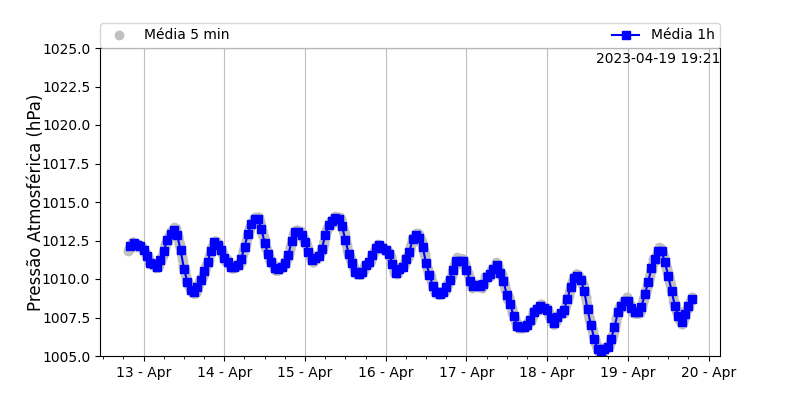 Média 5 min
Média 1h
2023-04-19 19:21
Pressão Atmosférica (hPa)
1025.0
1022.5
1020.0
1017.5
1015.0
1012.5
1010.0
1007.5
1005.0
13 - Apr
14 - Apr
15 - Apr
16 - Apr
17 - Apr
18 - Apr
19 - Apr
20 - Apr